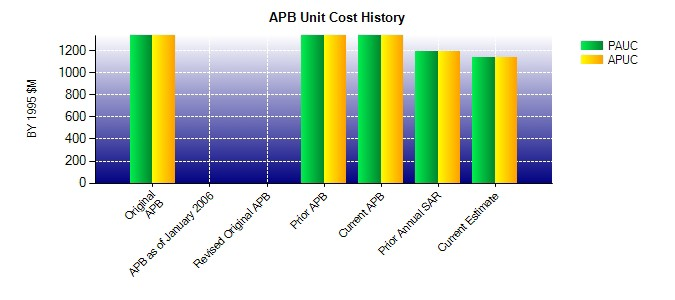 APB Unit Cost History
BY 1995 $M
1200
1000
800
600
400
200
0
Original
APB
APB as of January 2006
Revised Original APB
Prior APB
Current APB
Prior Annual SAR
Current Estimate
PAUC
APUC